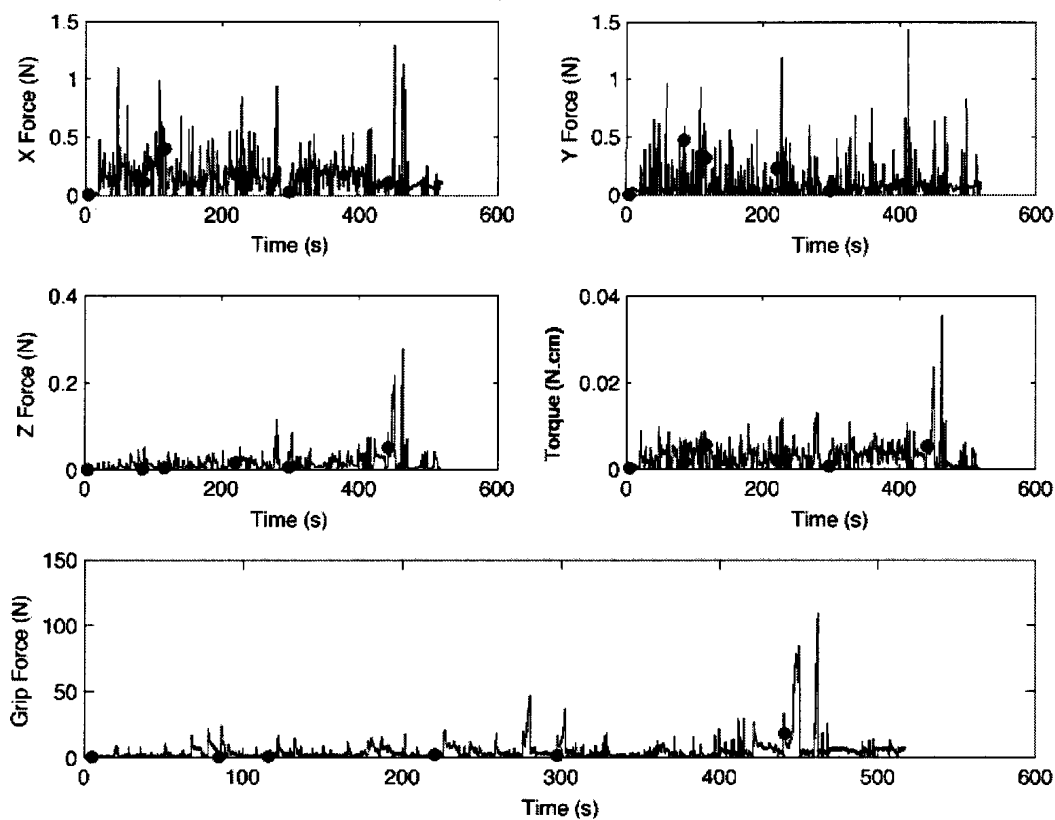 1.5
1
0.5
0
X Force (N)
0 200 400 600
Time (s)
1.5
1
0.5
0
Y Force (N)
0 200 400 600
Time (s)
0.4
0.2
0
Z Force (N)
0 200 400 600
Time (s)
0.04
0.02
0
Torque (N.cm)
0 200 400 600
Time (s)
150
100
50
0
Grip Force (N)
0 100 200 300 400 500 600
Time (s)